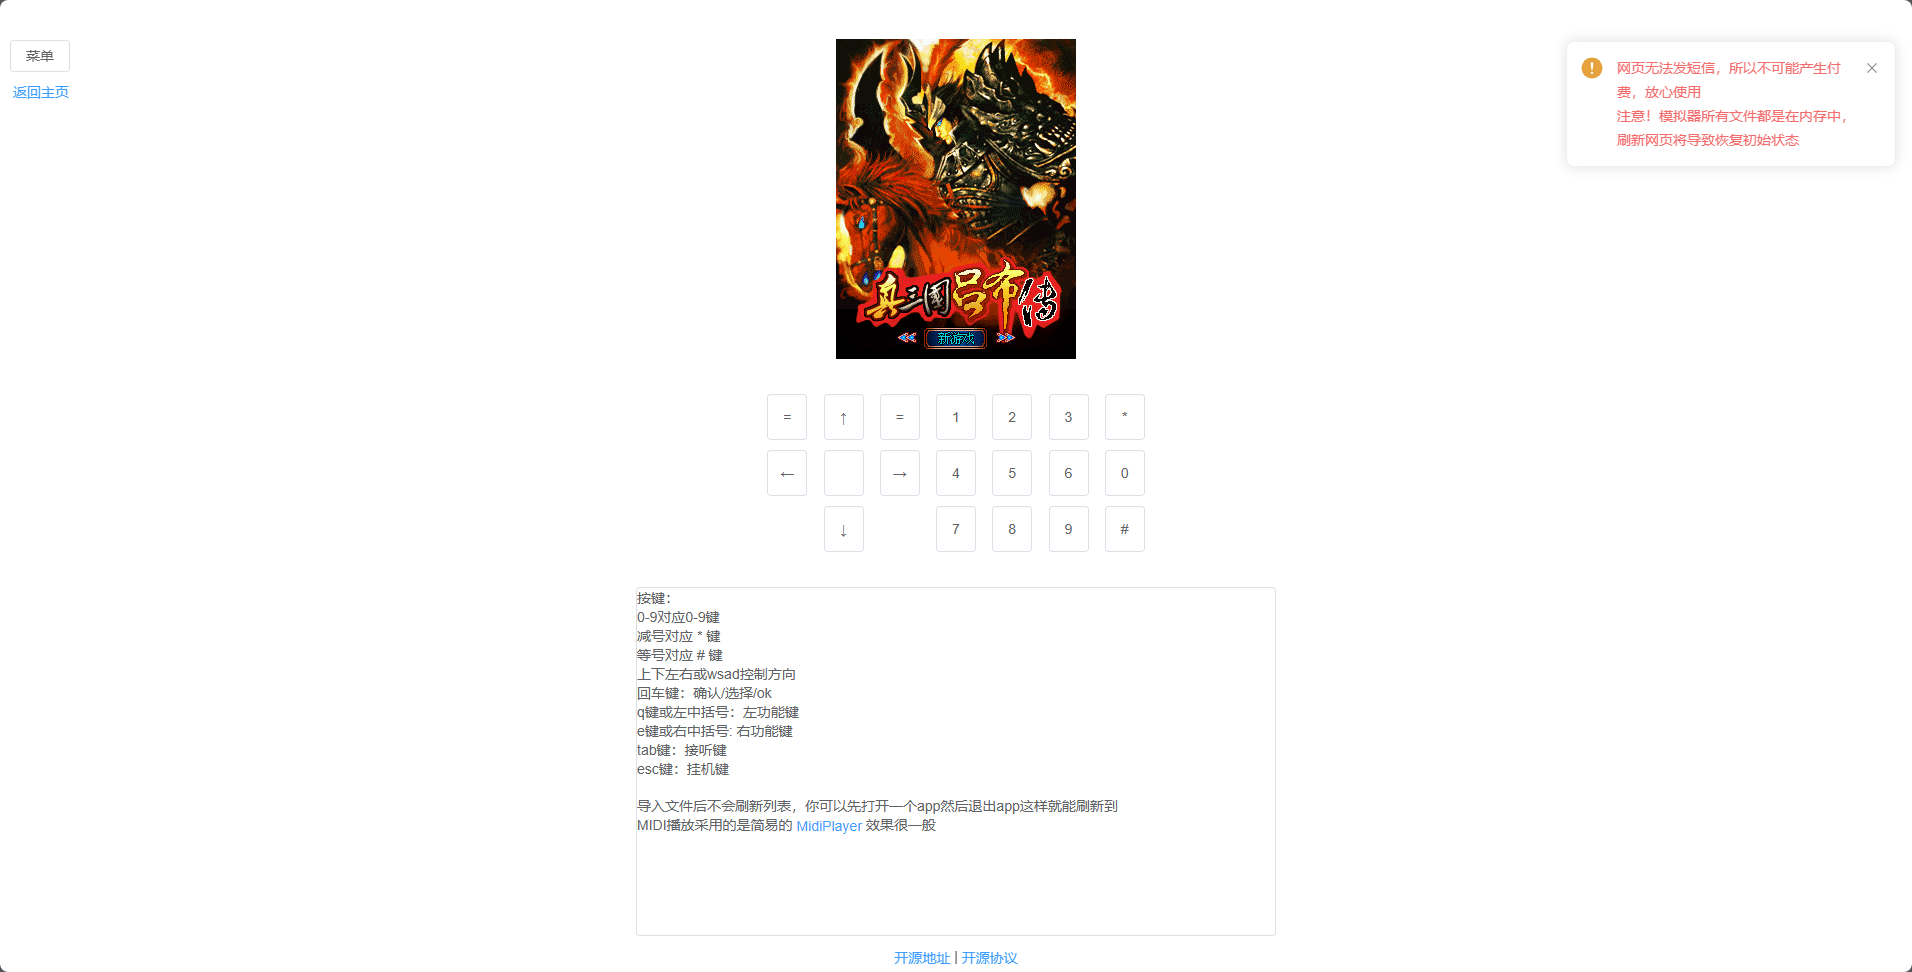 菜单
返回主页
网页无法发短信，所以不可能产生付
费，放心使用
注意！模拟器所有文件都是在内存中，
刷新网页将导致恢复初始状态
真三國吕布传
新游戏
= ↑ = 1 2 3 *
← → 4 5 6 0
↓ 7 8 9 #
按键：
0-9对应0-9键
减号对应 * 键
等号对应 # 键
上下左右或wsad控制方向
回车键：确认/选择/ok
q键或左中括号：左功能键
e键或右中括号: 右功能键
tab键：接听键
esc键：挂机键
导入文件后不会刷新列表，你可以先打开一个app然后退出app这样就能刷新到
MIDI播放采用的是简易的 MidiPlayer 效果很一般
开源地址 | 开源协议